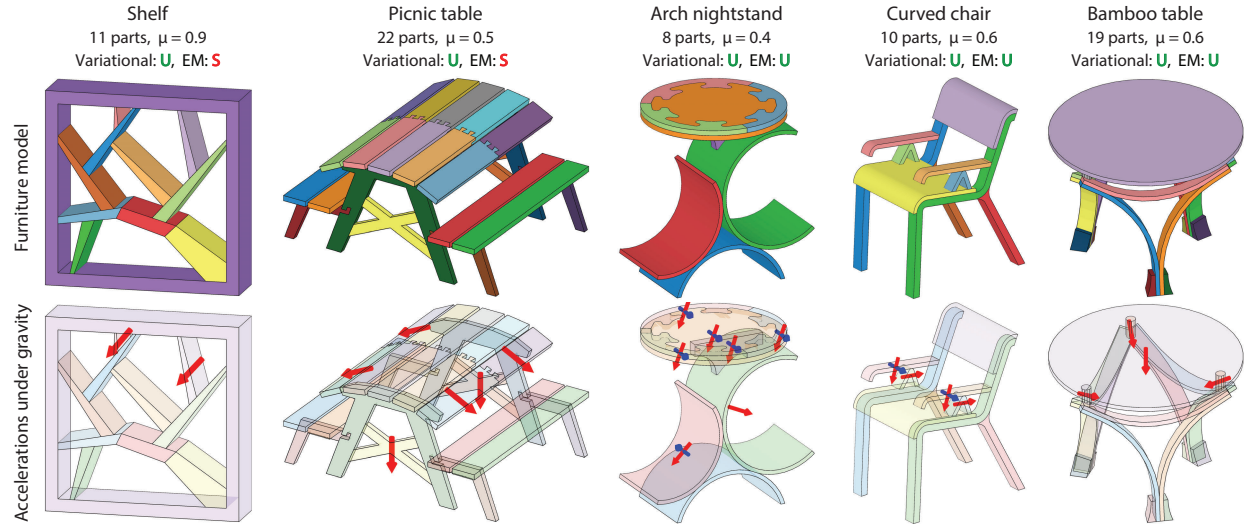 Shelf
11 parts, μ = 0.9
Variational: U, EM: S
Picnic table
22 parts, μ = 0.5
Variational: U, EM: S
Arch nightstand
8 parts, μ = 0.4
Variational: U, EM: U
Curved chair
10 parts, μ = 0.6
Variational: U, EM: U
Bamboo table
19 parts, μ = 0.6
Variational: U, EM: U
Furniture model
Accelerations under gravity